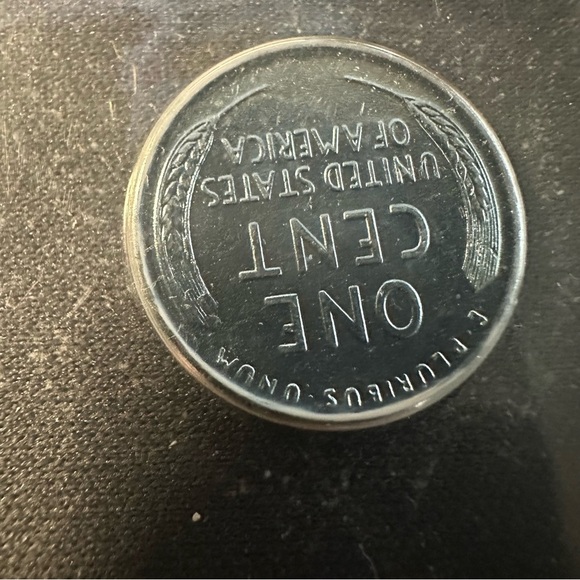 E · PLURIBUS · UNUM
ONE
CENT
UNITED STATES
OF AMERICA